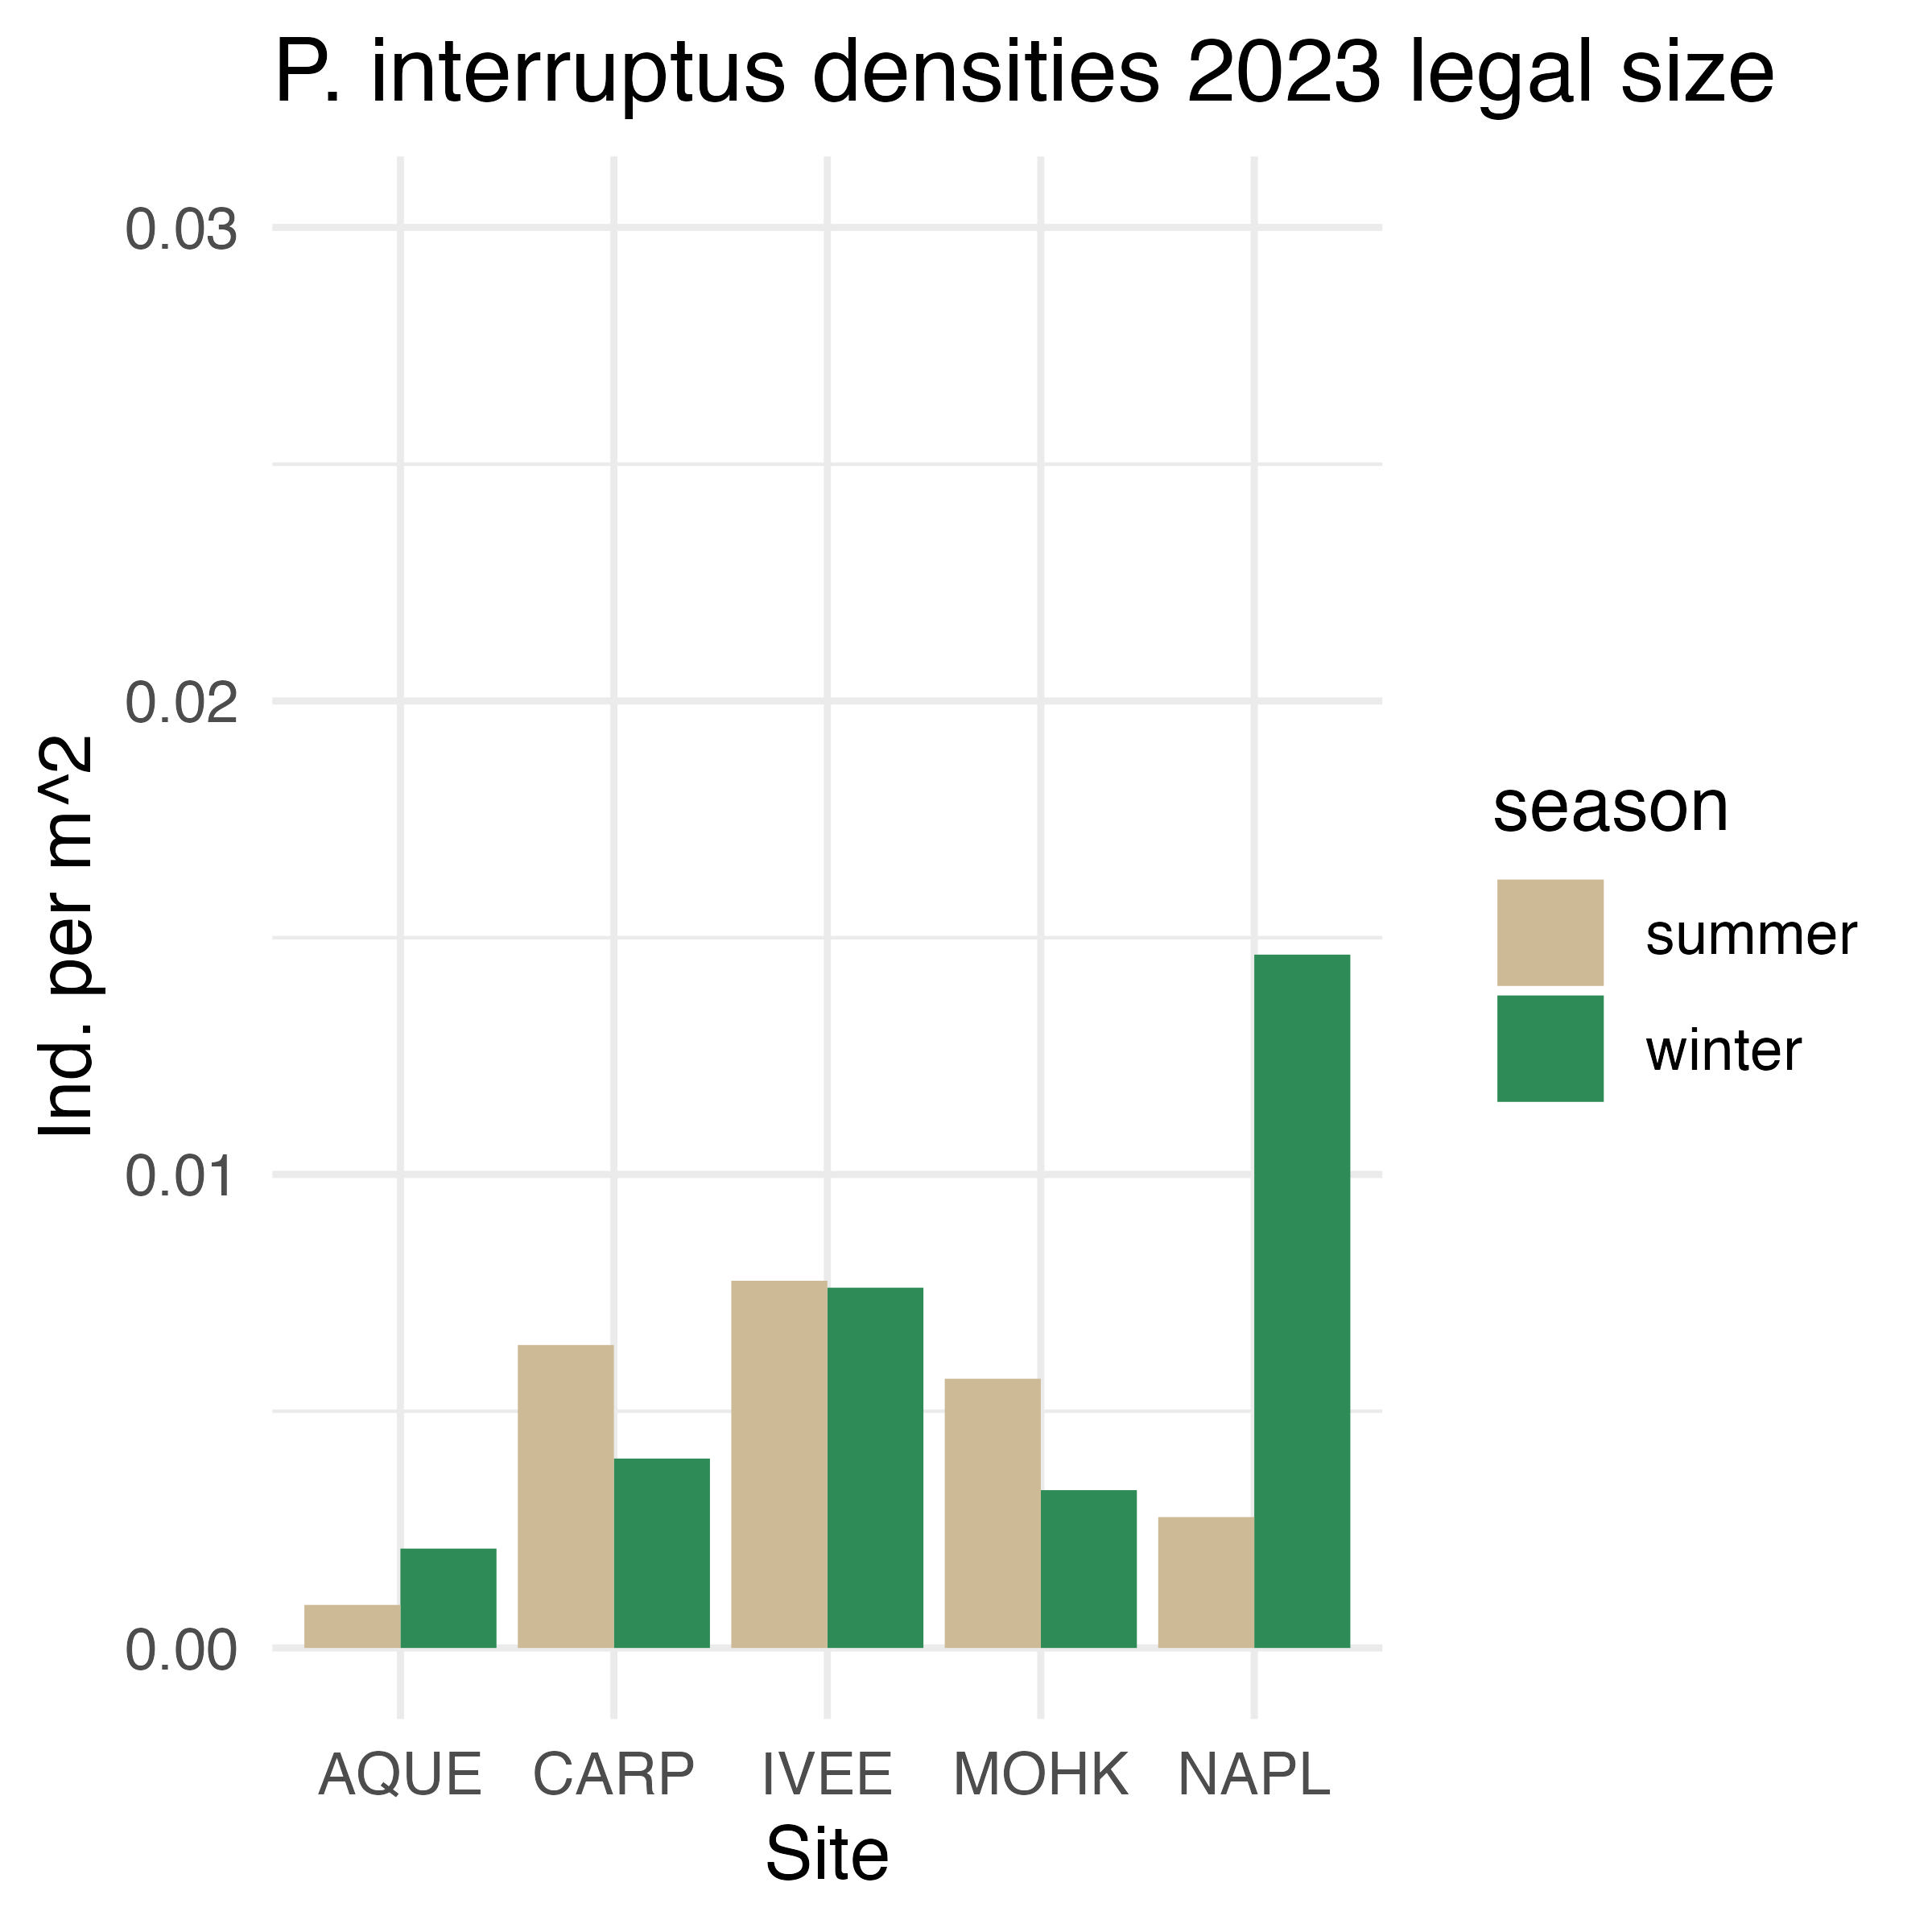 P. interruptus densities 2023 legal size
0.03
0.02
0.01
0.00
Ind. per m^2
AQUE CARP IVEE MOHK NAPL
Site
season
summer
winter